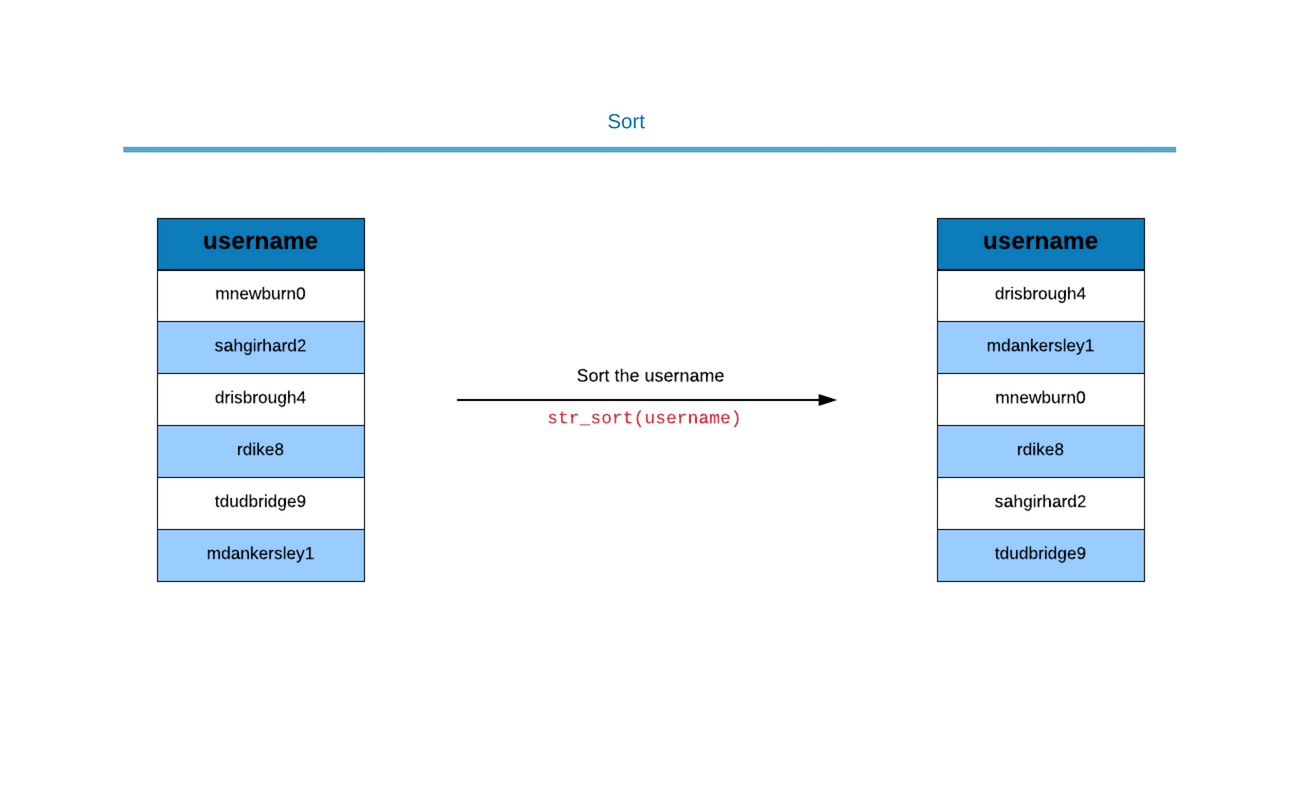 Sort
username
mnewburn0
sahgirhard2
drisbrough4
rdike8
tdudbridge9
mdankersley1
Sort the username
str_sort(username)
username
drisbrough4
mdankersley1
mnewburn0
rdike8
sahgirhard2
tdudbridge9